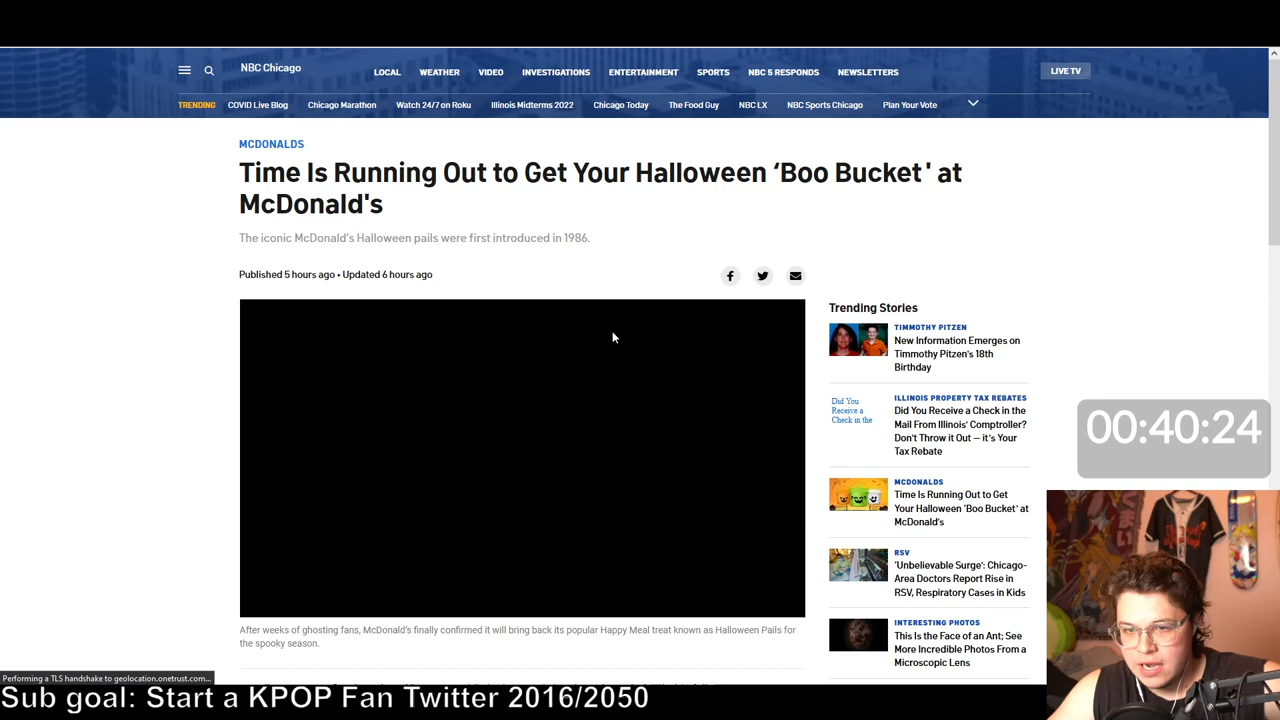 NBC Chicago
LOCAL WEATHER VIDEO INVESTIGATIONS ENTERTAINMENT SPORTS NBC 5 RESPONDS NEWSLETTERS
LIVE TV
TRENDING COVID Live Blog Chicago Marathon Watch 24/7 on Roku Illinois Midterms 2022 Chicago Today The Food Guy NBC LX NBC Sports Chicago Plan Your Vote
MCDONALDS
Time Is Running Out to Get Your Halloween ‘Boo Bucket' at
McDonald's
The iconic McDonald's Halloween pails were first introduced in 1986.
Published 5 hours ago • Updated 6 hours ago
After weeks of ghosting fans, McDonald's finally confirmed it will bring back its popular Happy Meal treat known as Halloween Pails for
the spooky season.
Trending Stories
TIMMOTHY PITZEN
New Information Emerges on
Timmothy Pitzen's 18th
Birthday
Did You
Receive a
Check in the
ILLINOIS PROPERTY TAX REBATES
Did You Receive a Check in the
Mail From Illinois' Comptroller?
Don't Throw it Out — it's Your
Tax Rebate
MCDONALDS
Time Is Running Out to Get
Your Halloween ‘Boo Bucket' at
McDonald's
RSV
‘Unbelievable Surge': Chicago-
Area Doctors Report Rise in
RSV, Respiratory Cases in Kids
INTERESTING PHOTOS
This Is the Face of an Ant; See
More Incredible Photos From a
Microscopic Lens
00:40:24
Performing a TLS handshake to geolocation.onetrust.com...
Sub goal: Start a KPOP Fan Twitter 2016/2050